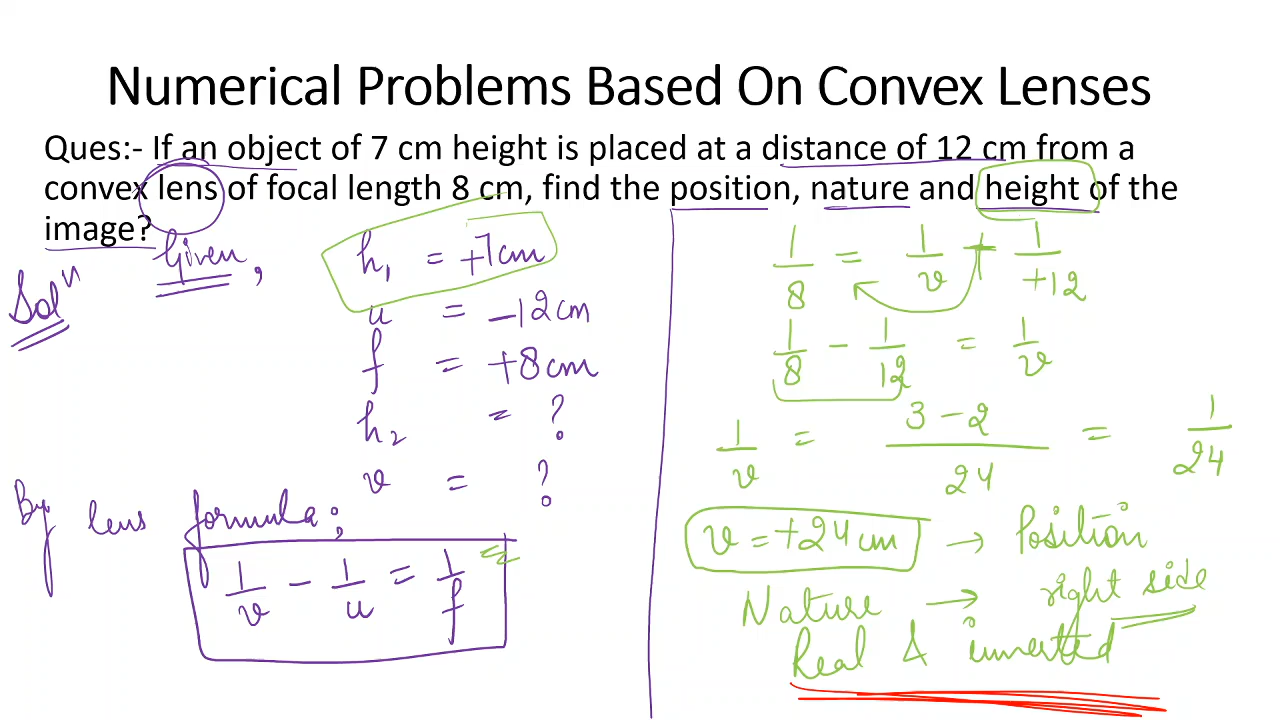 Numerical Problems Based On Convex Lenses
Ques:- If an object of 7 cm height is placed at a distance of 12 cm from a
convex lens of focal length 8 cm, find the position, nature and height of the
image?
Solⁿ Given,
h₁ = +7cm
u = -12cm
f = +8cm
h₂ = ?
v = ?
By lens formula:
1/v - 1/u = 1/f
1/8 = 1/v + 1/+12
1/8 - 1/12 = 1/v
1/v = 3-2/24 = 1/24
v = +24cm → Position
right side
Nature →
Real & inverted